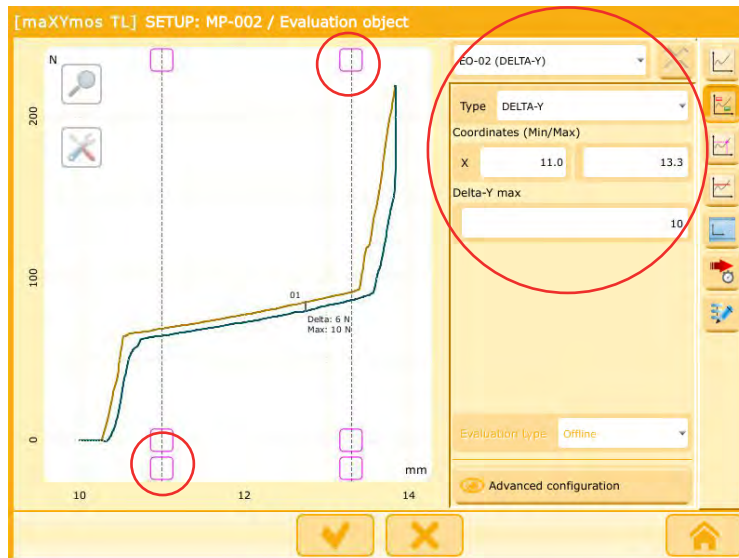 [maXYmos TL] SETUP: MP-002 / Evaluation object
N
200
100
0
10
12
14
mm
01
Delta: 6 N
Max: 10 N
EO-02 (DELTA-Y)
Type DELTA-Y
Coordinates (Min/Max)
X 11.0 13.3
Delta-Y max
10
Evaluation type Offline
Advanced configuration